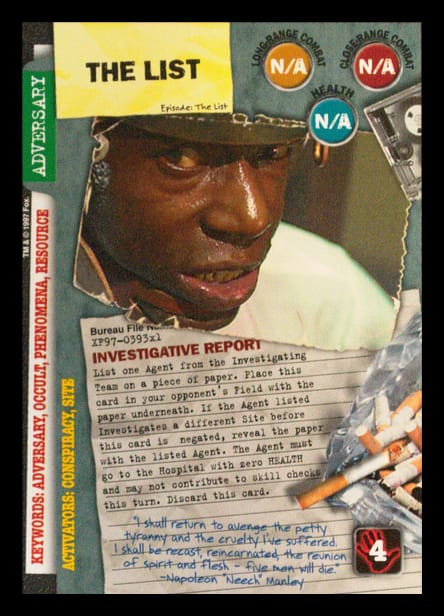 THE LIST
Episode: The List
LONG-RANGE COMBAT
N/A
CLOSE-RANGE COMBAT
N/A
HEALTH
N/A
ADVERSARY
TM & © 1997 Fox.
KEYWORDS: ADVERSARY, OCCULT, PHENOMENA, RESOURCE
ACTIVATORS: CONSPIRACY, SITE
Bureau File
XF97-0393x1
INVESTIGATIVE REPORT
List one Agent from the Investigating
Team on a piece of paper. Place this
card in your opponent's Field with the
paper underneath. If the Agent listed
Investigates a different Site before
this card is negated, reveal the paper
with the listed Agent. The Agent must
go to the Hospital with zero HEALTH
and may not contribute to skill checks
this turn. Discard this card.
"I shall return to avenge the petty
tyranny and the cruelty I've suffered.
I shall be recast, reincarnated, the reunion
of spirit and flesh - five men will die."
-Napoleon "Neech" Manley
4